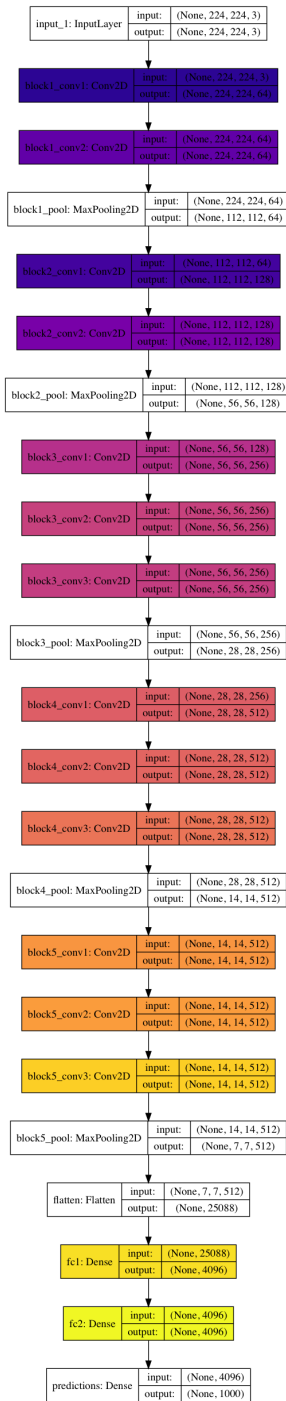 input_1: InputLayer input: (None, 224, 224, 3)
output: (None, 224, 224, 3)
block1_conv1: Conv2D input: (None, 224, 224, 3)
output: (None, 224, 224, 64)
block1_conv2: Conv2D input: (None, 224, 224, 64)
output: (None, 224, 224, 64)
block1_pool: MaxPooling2D input: (None, 224, 224, 64)
output: (None, 112, 112, 64)
block2_conv1: Conv2D input: (None, 112, 112, 64)
output: (None, 112, 112, 128)
block2_conv2: Conv2D input: (None, 112, 112, 128)
output: (None, 112, 112, 128)
block2_pool: MaxPooling2D input: (None, 112, 112, 128)
output: (None, 56, 56, 128)
block3_conv1: Conv2D input: (None, 56, 56, 128)
output: (None, 56, 56, 256)
block3_conv2: Conv2D input: (None, 56, 56, 256)
output: (None, 56, 56, 256)
block3_conv3: Conv2D input: (None, 56, 56, 256)
output: (None, 56, 56, 256)
block3_pool: MaxPooling2D input: (None, 56, 56, 256)
output: (None, 28, 28, 256)
block4_conv1: Conv2D input: (None, 28, 28, 256)
output: (None, 28, 28, 512)
block4_conv2: Conv2D input: (None, 28, 28, 512)
output: (None, 28, 28, 512)
block4_conv3: Conv2D input: (None, 28, 28, 512)
output: (None, 28, 28, 512)
block4_pool: MaxPooling2D input: (None, 28, 28, 512)
output: (None, 14, 14, 512)
block5_conv1: Conv2D input: (None, 14, 14, 512)
output: (None, 14, 14, 512)
block5_conv2: Conv2D input: (None, 14, 14, 512)
output: (None, 14, 14, 512)
block5_conv3: Conv2D input: (None, 14, 14, 512)
output: (None, 14, 14, 512)
block5_pool: MaxPooling2D input: (None, 14, 14, 512)
output: (None, 7, 7, 512)
flatten: Flatten input: (None, 7, 7, 512)
output: (None, 25088)
fc1: Dense input: (None, 25088)
output: (None, 4096)
fc2: Dense input: (None, 4096)
output: (None, 4096)
predictions: Dense input: (None, 4096)
output: (None, 1000)